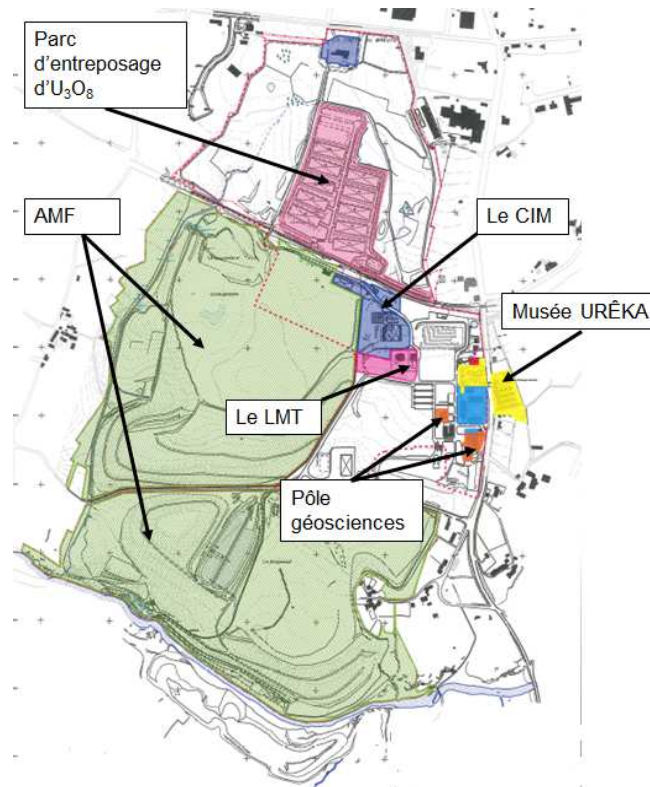 Parc
d'entreposage
d'U₃O₈
AMF
Le CIM
Musée URÊKA
Le LMT
Pôle
géosciences